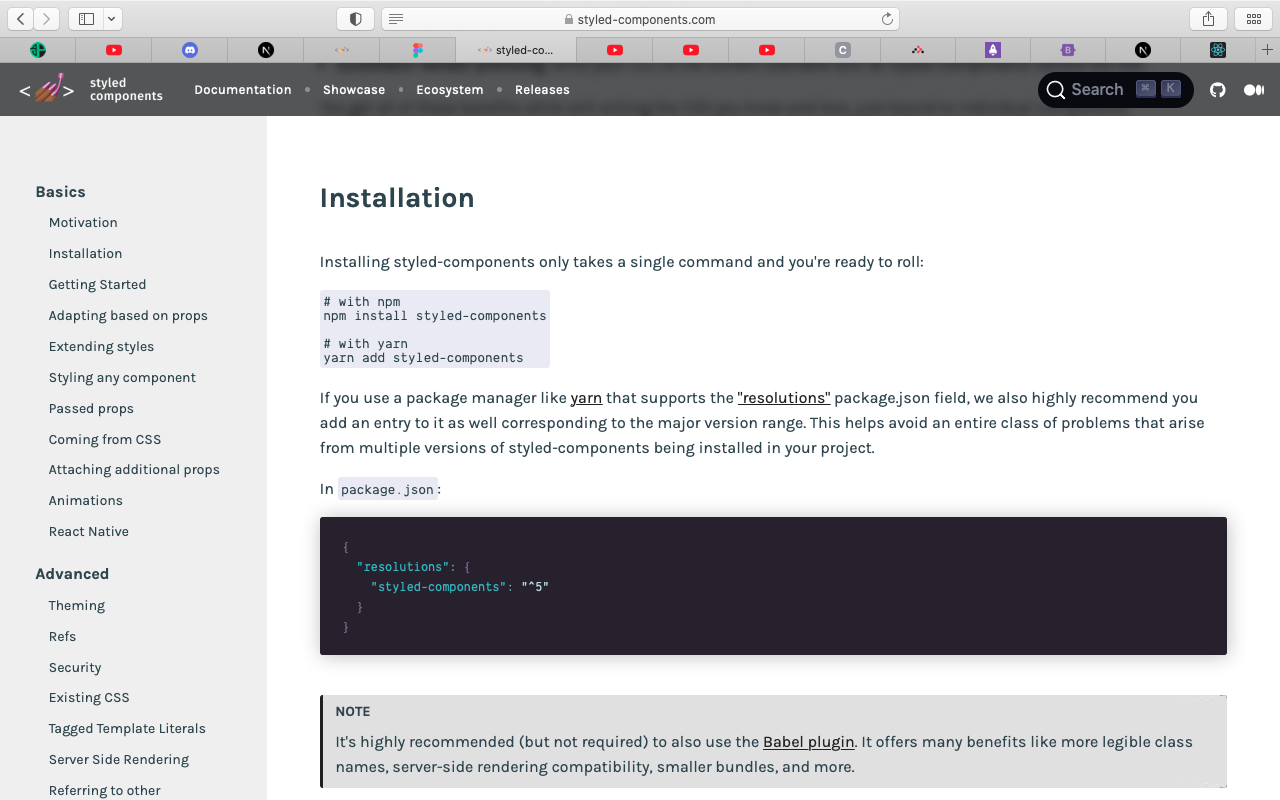 styled-components.com
styled-co...
styled
components
Documentation
Showcase
Ecosystem
Releases
Search
⌘ K
Basics
Motivation
Installation
Getting Started
Adapting based on props
Extending styles
Styling any component
Passed props
Coming from CSS
Attaching additional props
Animations
React Native
Advanced
Theming
Refs
Security
Existing CSS
Tagged Template Literals
Server Side Rendering
Referring to other
Installation
Installing styled-components only takes a single command and you're ready to roll:
# with npm
npm install styled-components
# with yarn
yarn add styled-components
If you use a package manager like yarn that supports the "resolutions" package.json field, we also highly recommend you
add an entry to it as well corresponding to the major version range. This helps avoid an entire class of problems that arise
from multiple versions of styled-components being installed in your project.
In package.json:
{
"resolutions": {
"styled-components": "^5"
}
}
NOTE
It's highly recommended (but not required) to also use the Babel plugin. It offers many benefits like more legible class
names, server-side rendering compatibility, smaller bundles, and more.